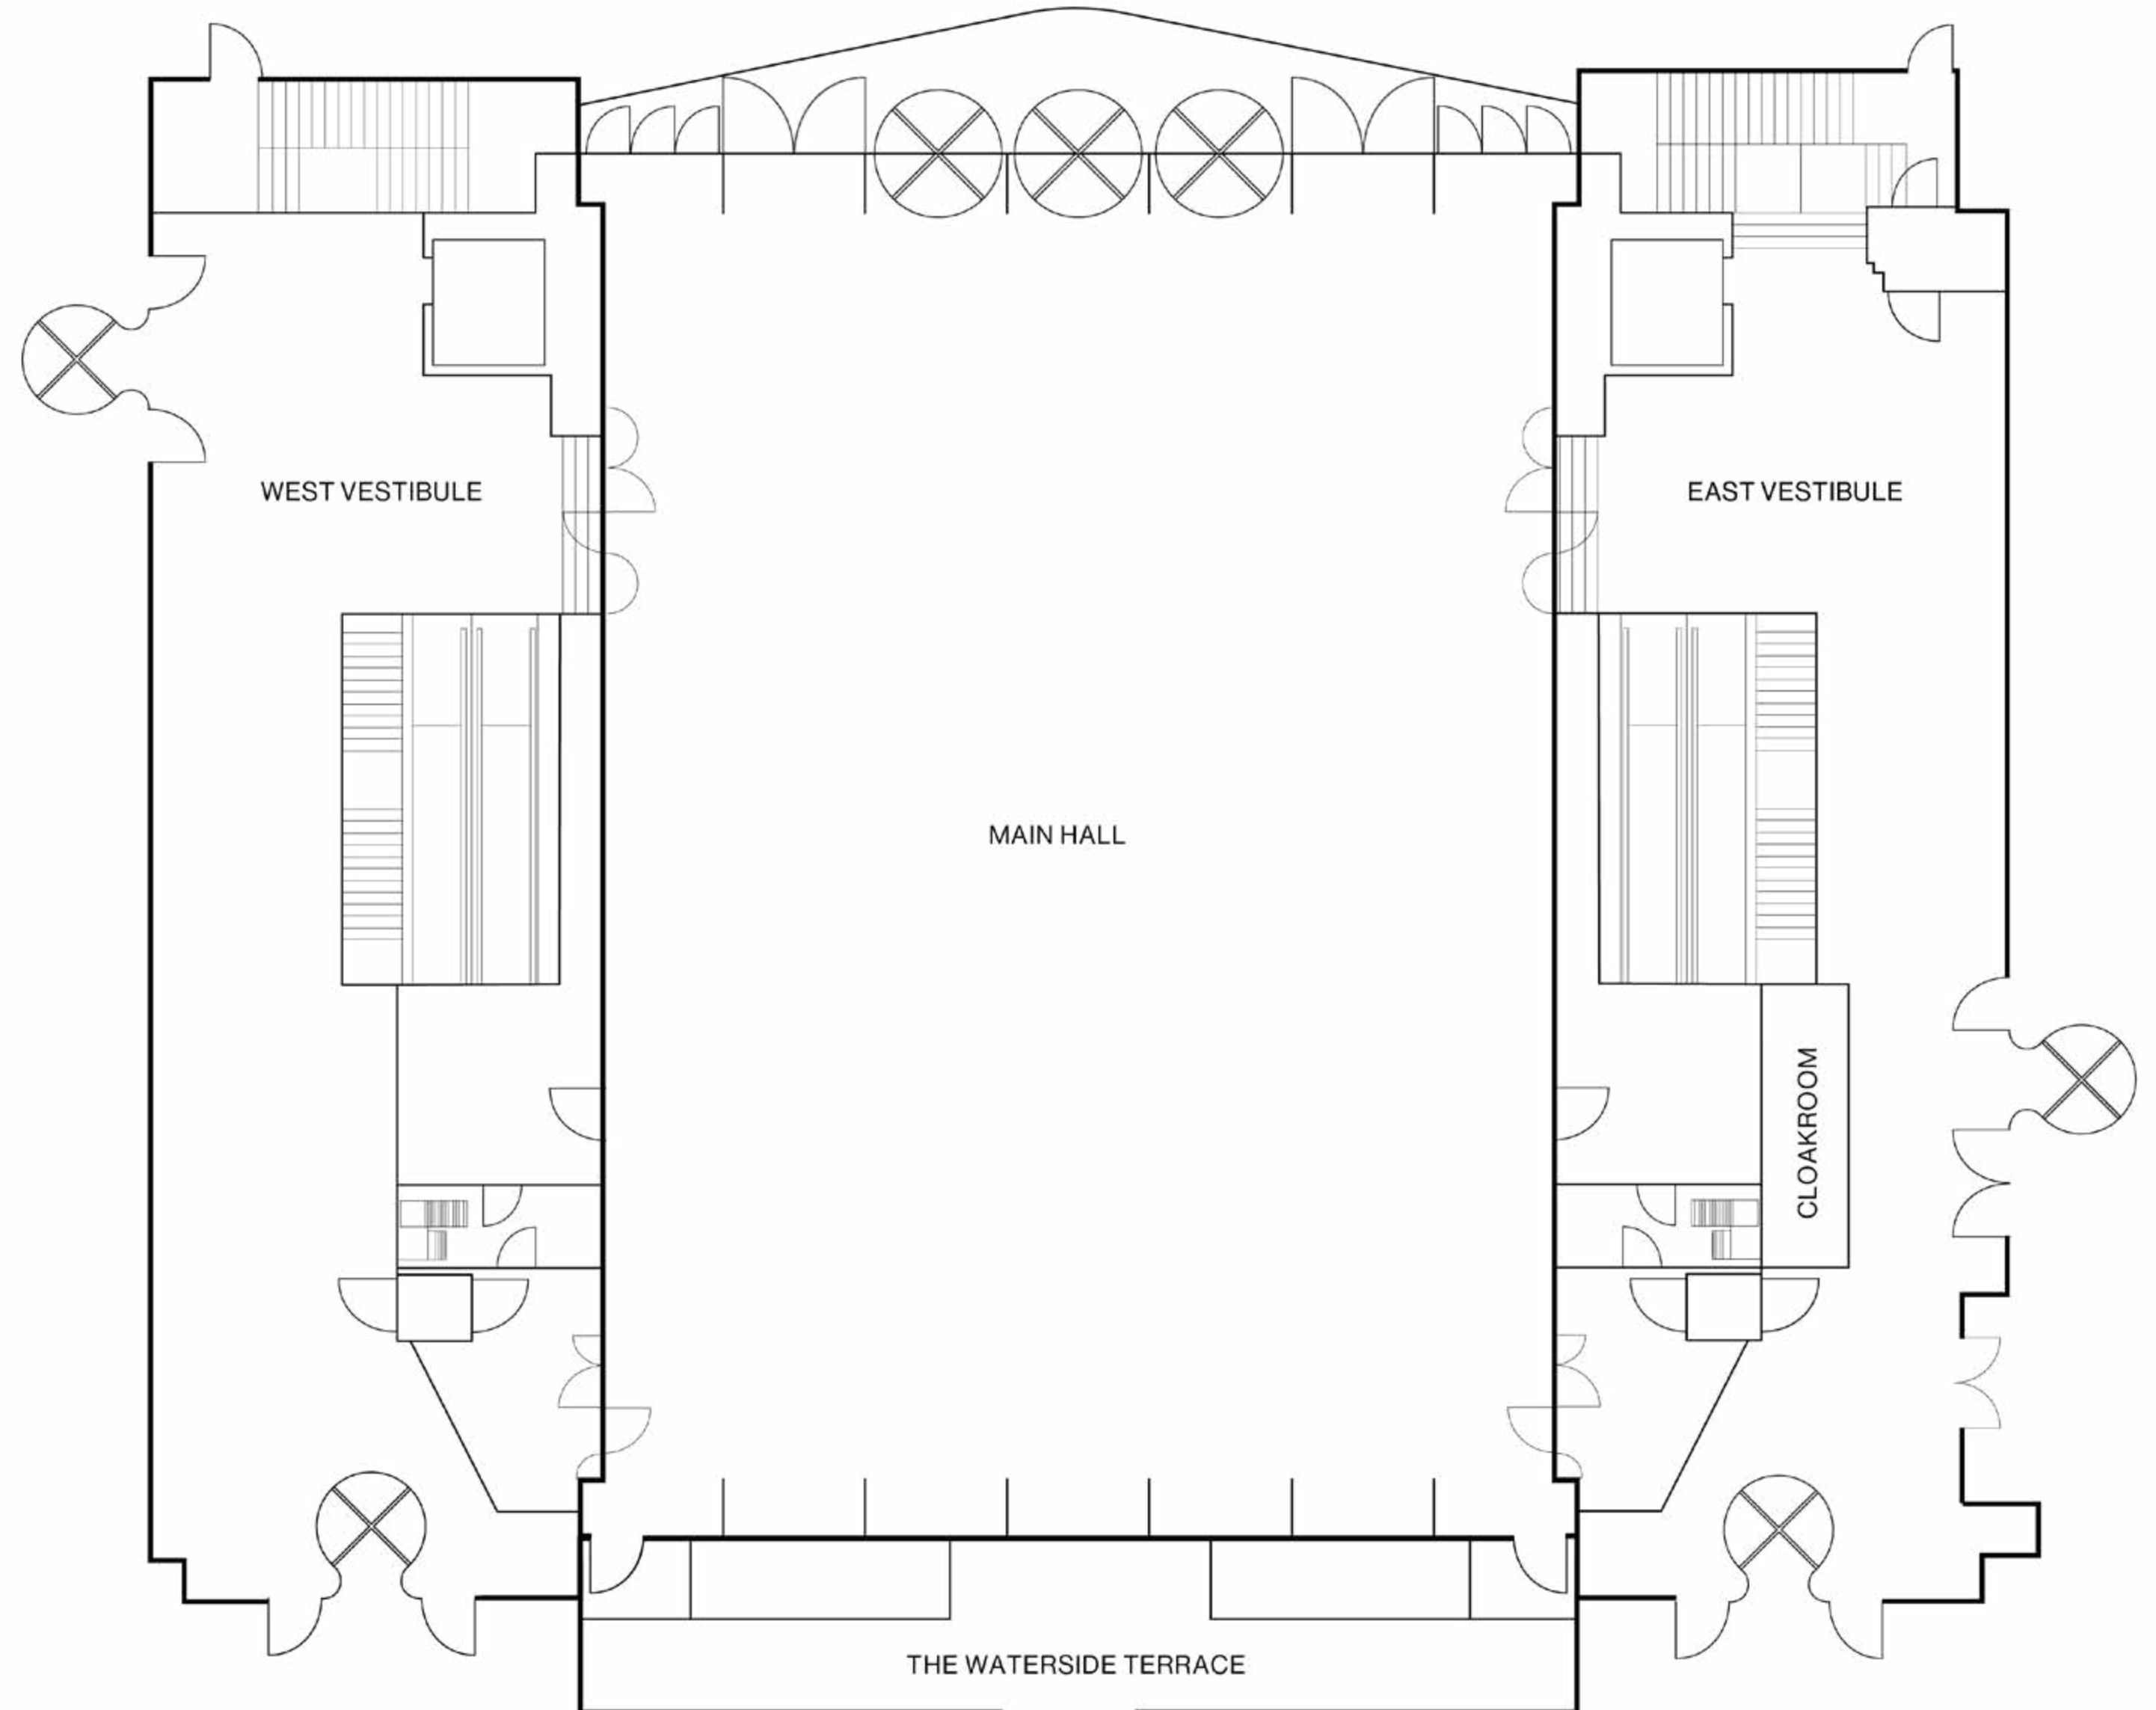 WEST VESTIBULE
EAST VESTIBULE
MAIN HALL
CLOAKROOM
THE WATERSIDE TERRACE